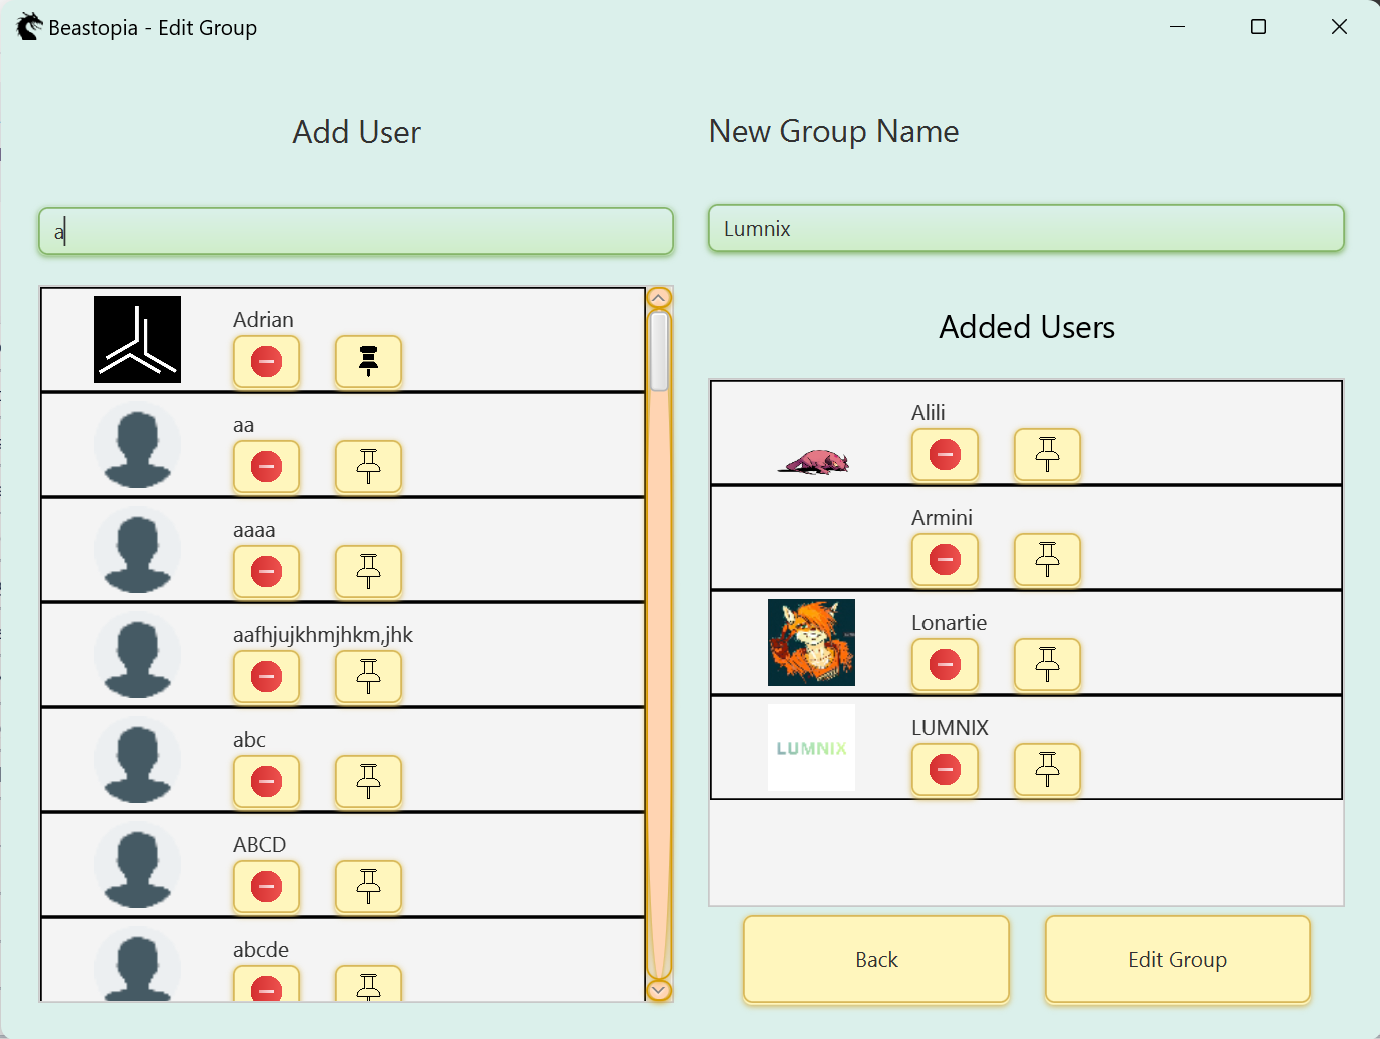 Beastopia - Edit Group
Add User
a
Adrian
aa
aaaa
aafhjujkhmjhkm,jhk
abc
ABCD
abcde
New Group Name
Lumnix
Added Users
Alili
Armini
Lonartie
LUMNIX
LUMNIX
Back
Edit Group